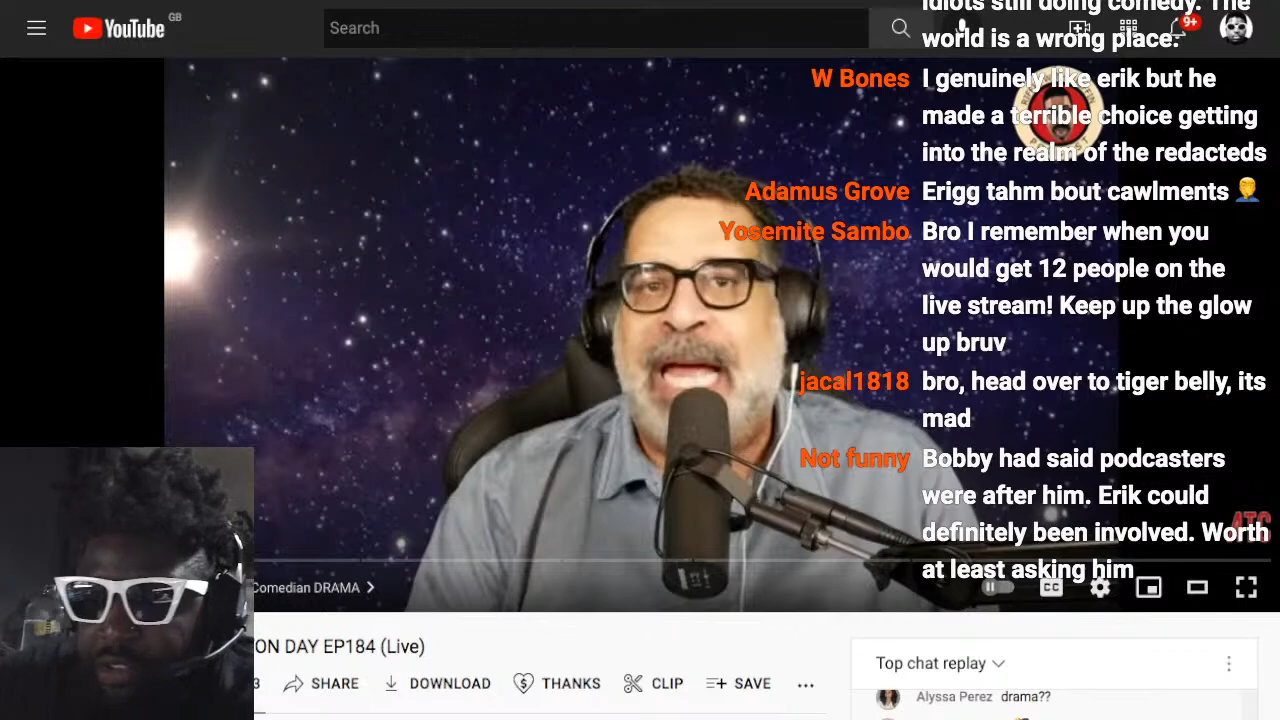 YouTube GB
Search
9+
idiots still doing comedy. The
world is a wrong place.
W Bones I genuinely like erik but he
made a terrible choice getting
into the realm of the redacteds
Adamus Grove Erigg tahm bout cawlments 🤦‍♂️
Yosemite Sambo Bro I remember when you
would get 12 people on the
live stream! Keep up the glow
up bruv
jacal1818 bro, head over to tiger belly, its
mad
Not funny Bobby had said podcasters
were after him. Erik could
definitely been involved. Worth
at least asking him
ATC
Comedian DRAMA
CC
ON DAY EP184 (Live)
3 SHARE DOWNLOAD THANKS CLIP SAVE
Top chat replay
Alyssa Perez drama??